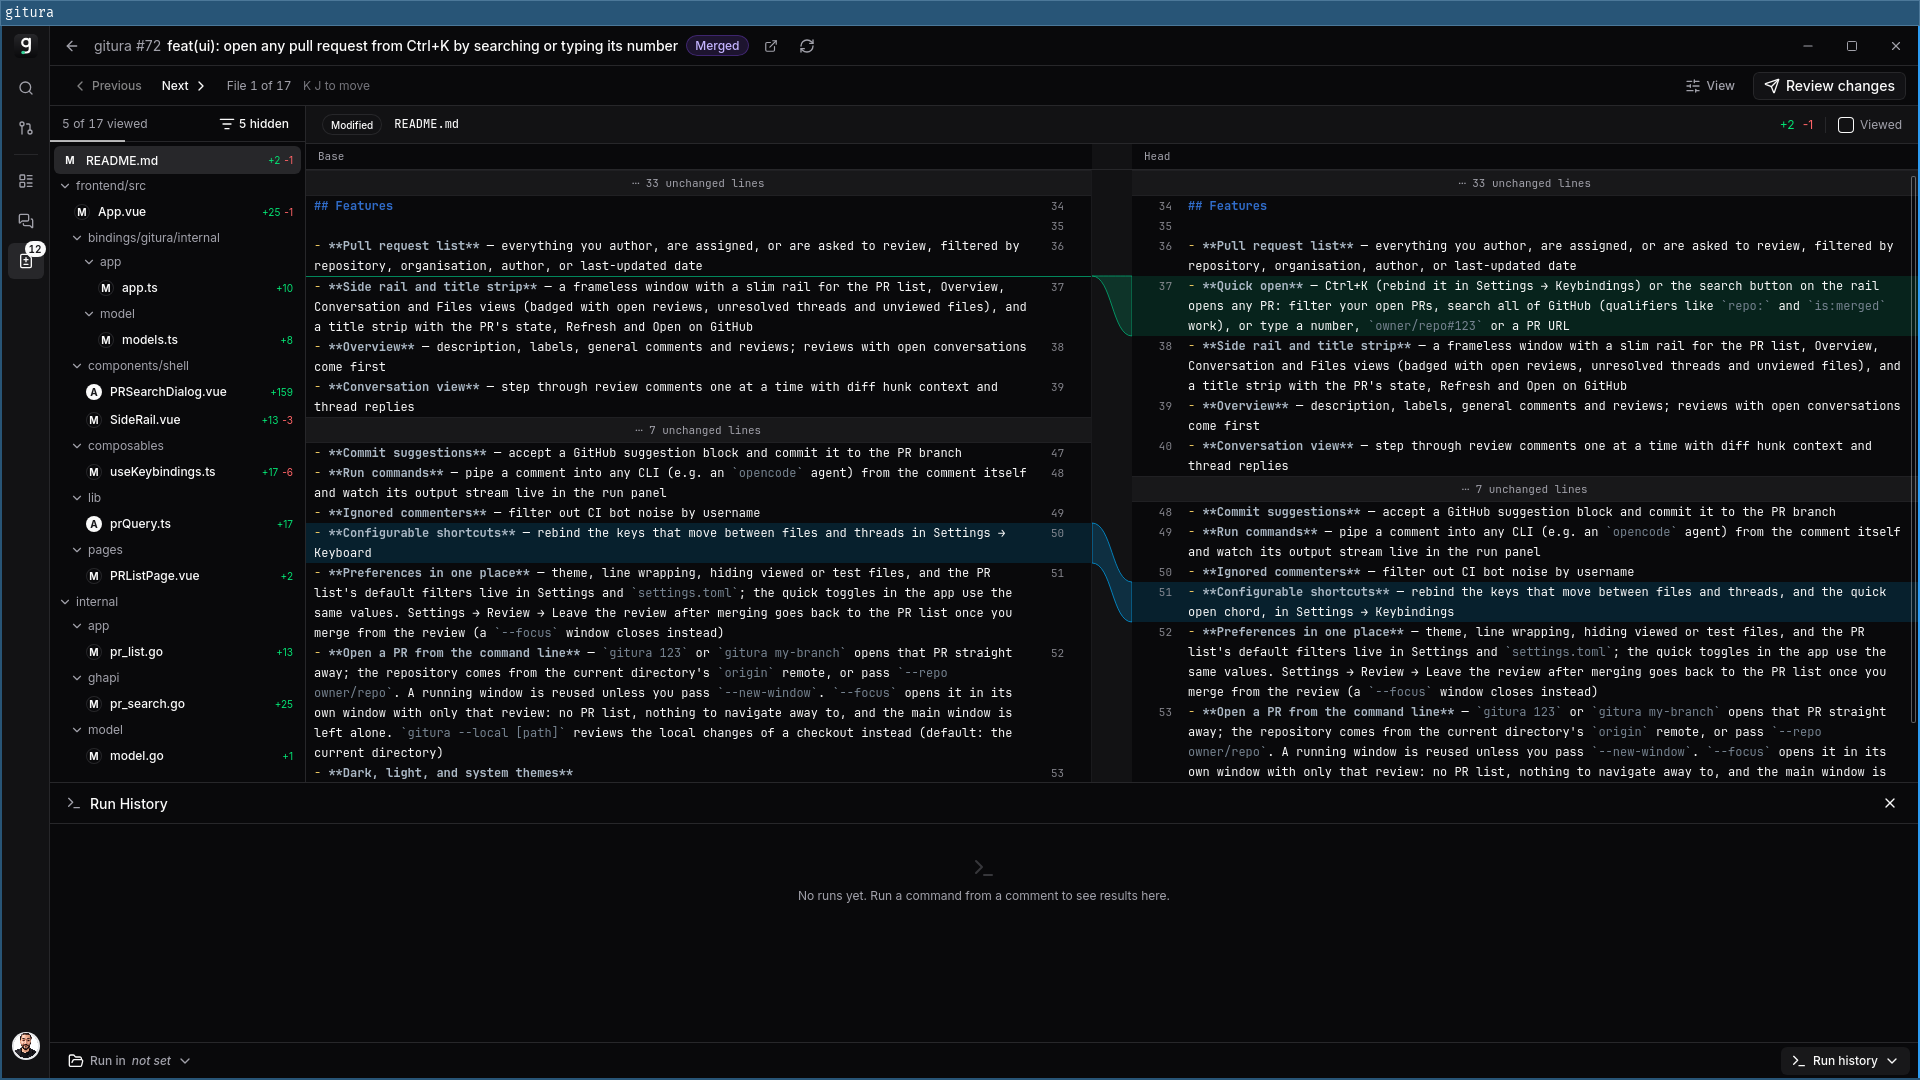 gitura
g
gitura #72 feat(ui): open any pull request from Ctrl+K by searching or typing its number Merged
Previous Next File 1 of 17 K J to move View Review changes
5 of 17 viewed 5 hidden
12
M README.md +2 -1
frontend/src
M App.vue +25 -1
bindings/gitura/internal
app
M app.ts +10
model
M models.ts +8
components/shell
A PRSearchDialog.vue +159
M SideRail.vue +13 -3
composables
M useKeybindings.ts +17 -6
lib
A prQuery.ts +17
pages
M PRListPage.vue +2
internal
app
M pr_list.go +13
ghapi
M pr_search.go +25
model
M model.go +1
Modified README.md +2 -1 Viewed
Base
··· 33 unchanged lines
## Features 34
35
- **Pull request list** — everything you author, are assigned, or are asked to review, filtered by 36
repository, organisation, author, or last-updated date
- **Side rail and title strip** — a frameless window with a slim rail for the PR list, Overview, 37
Conversation and Files views (badged with open reviews, unresolved threads and unviewed files), and
a title strip with the PR's state, Refresh and Open on GitHub
- **Overview** — description, labels, general comments and reviews; reviews with open conversations 38
come first
- **Conversation view** — step through review comments one at a time with diff hunk context and 39
thread replies
··· 7 unchanged lines
- **Commit suggestions** — accept a GitHub suggestion block and commit it to the PR branch 47
- **Run commands** — pipe a comment into any CLI (e.g. an `opencode` agent) from the comment itself 48
and watch its output stream live in the run panel
- **Ignored commenters** — filter out CI bot noise by username 49
- **Configurable shortcuts** — rebind the keys that move between files and threads in Settings → 50
Keyboard
- **Preferences in one place** — theme, line wrapping, hiding viewed or test files, and the PR 51
list's default filters live in Settings and `settings.toml`; the quick toggles in the app use the
same values. Settings → Review → Leave the review after merging goes back to the PR list once you
merge from the review (a `--focus` window closes instead)
- **Open a PR from the command line** — `gitura 123` or `gitura my-branch` opens that PR straight 52
away; the repository comes from the current directory's `origin` remote, or pass `--repo
owner/repo`. A running window is reused unless you pass `--new-window`. `--focus` opens it in its
own window with only that review: no PR list, nothing to navigate away to, and the main window is
left alone. `gitura --local [path]` reviews the local changes of a checkout instead (default: the
current directory)
- **Dark, light, and system themes** 53
Head
··· 33 unchanged lines
34 ## Features
35
36 - **Pull request list** — everything you author, are assigned, or are asked to review, filtered by
repository, organisation, author, or last-updated date
37 - **Quick open** — Ctrl+K (rebind it in Settings → Keybindings) or the search button on the rail
opens any PR: filter your open PRs, search all of GitHub (qualifiers like `repo:` and `is:merged`
work), or type a number, `owner/repo#123` or a PR URL
38 - **Side rail and title strip** — a frameless window with a slim rail for the PR list, Overview,
Conversation and Files views (badged with open reviews, unresolved threads and unviewed files), and
a title strip with the PR's state, Refresh and Open on GitHub
39 - **Overview** — description, labels, general comments and reviews; reviews with open conversations
come first
40 - **Conversation view** — step through review comments one at a time with diff hunk context and
thread replies
··· 7 unchanged lines
48 - **Commit suggestions** — accept a GitHub suggestion block and commit it to the PR branch
49 - **Run commands** — pipe a comment into any CLI (e.g. an `opencode` agent) from the comment itself
and watch its output stream live in the run panel
50 - **Ignored commenters** — filter out CI bot noise by username
51 - **Configurable shortcuts** — rebind the keys that move between files and threads, and the quick
open chord, in Settings → Keybindings
52 - **Preferences in one place** — theme, line wrapping, hiding viewed or test files, and the PR
list's default filters live in Settings and `settings.toml`; the quick toggles in the app use the
same values. Settings → Review → Leave the review after merging goes back to the PR list once you
merge from the review (a `--focus` window closes instead)
53 - **Open a PR from the command line** — `gitura 123` or `gitura my-branch` opens that PR straight
away; the repository comes from the current directory's `origin` remote, or pass `--repo
owner/repo`. A running window is reused unless you pass `--new-window`. `--focus` opens it in its
own window with only that review: no PR list, nothing to navigate away to, and the main window is
Run History
No runs yet. Run a command from a comment to see results here.
Run in not set
Run history